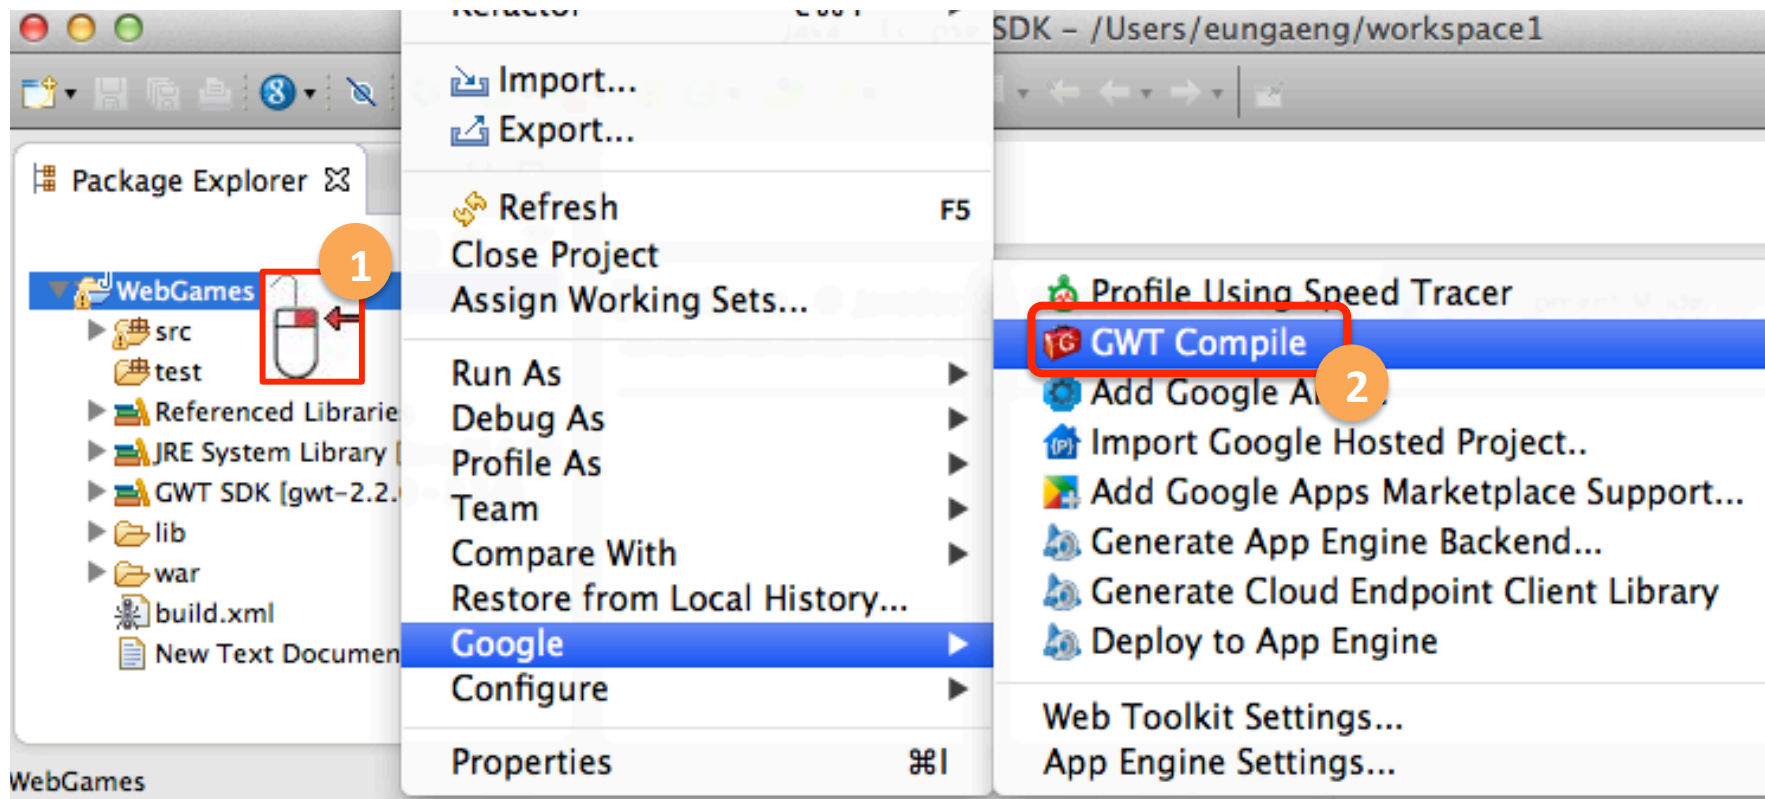 SDK – /Users/eungaeng/workspace1
8
Package Explorer
WebGames
src
test
Referenced Librarie
JRE System Library [
GWT SDK [gwt-2.2.
lib
war
build.xml
New Text Documen
WebGames
1
Refactor
Import...
Export...
Refresh F5
Close Project
Assign Working Sets...
Run As
Debug As
Profile As
Team
Compare With
Restore from Local History...
Google
Configure
Properties ⌘I
Profile Using Speed Tracer
GWT Compile
2
Add Google
Import Google Hosted Project..
Add Google Apps Marketplace Support...
Generate App Engine Backend...
Generate Cloud Endpoint Client Library
Deploy to App Engine
Web Toolkit Settings...
App Engine Settings...